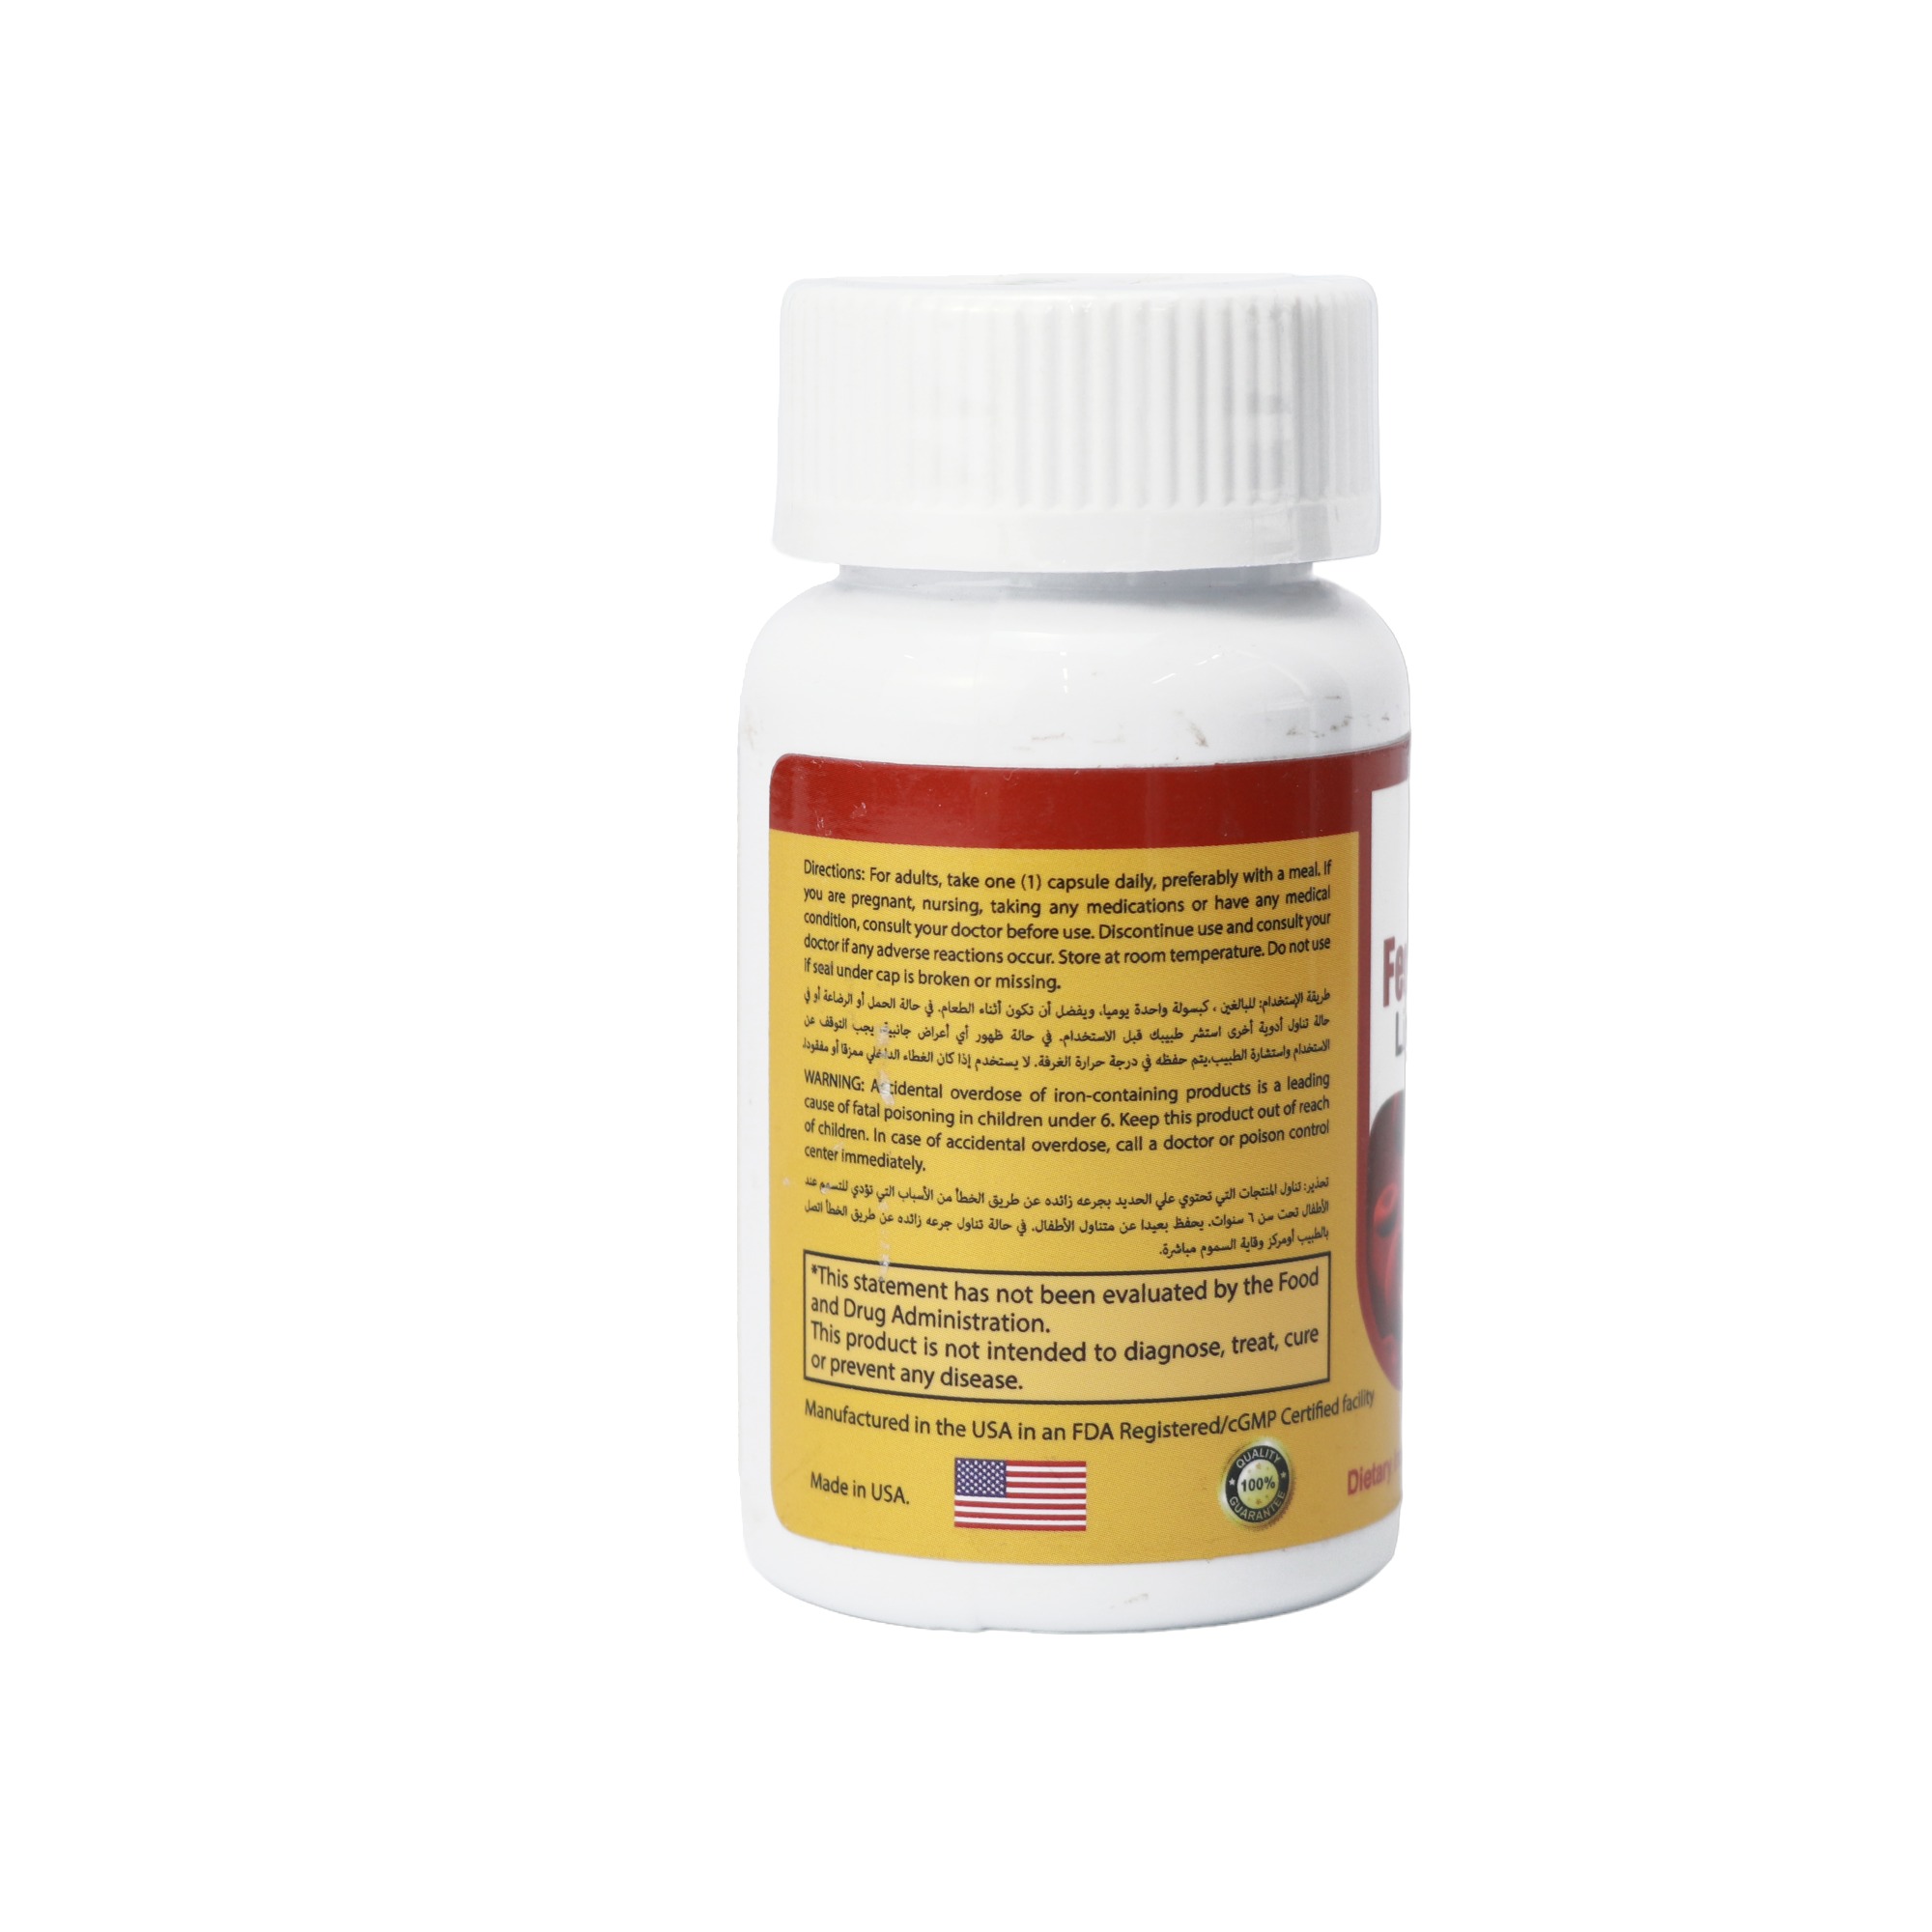 Directions: For adults, take one (1) capsule daily, preferably with a meal. If
you are pregnant, nursing, taking any medications or have any medical
condition, consult your doctor before use. Discontinue use and consult your
doctor if any adverse reactions occur. Store at room temperature. Do not use
if seal under cap is broken or missing.
طريقة الإستخدام: للبالغين ، كبسولة واحدة يوميا، ويفضل أن تكون أثناء الطعام. في حالة الحمل أو الرضاعة أو في
حالة تناول أدوية أخرى استشر طبيبك قبل الاستخدام. في حالة ظهور أي أعراض جانبية يجب التوقف عن
الاستخدام واستشارة الطبيب.يتم حفظه في درجة حرارة الغرفة. لا يستخدم إذا كان الغطاء الداخلي ممزقا أو مفقودا.
WARNING: Accidental overdose of iron-containing products is a leading
cause of fatal poisoning in children under 6. Keep this product out of reach
of children. In case of accidental overdose, call a doctor or poison control
center immediately.
تحذير: تناول المنتجات التي تحتوي علي الحديد بجرعه زائده عن طريق الخطأ من الأسباب التي تؤدي للتسمم عند
الأطفال تحت سن ٦ سنوات. يحفظ بعيدا عن متناول الأطفال. في حالة تناول جرعه زائده عن طريق الخطأ اتصل
بالطبيب أومركز وقاية السموم مباشرة.
*This statement has not been evaluated by the Food
and Drug Administration.
This product is not intended to diagnose, treat, cure
or prevent any disease.
Manufactured in the USA in an FDA Registered/cGMP Certified facility
Made in USA.
QUALITY
100%
GUARANTEE
Dietary